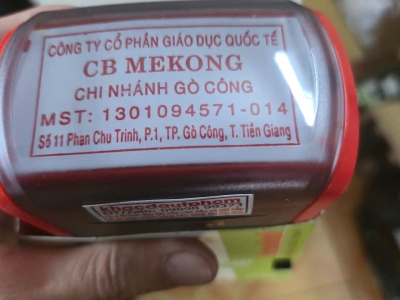 CÔNG TY CỔ PHẦN GIÁO DỤC QUỐC TẾ
CB MEKONG
CHI NHÁNH GÒ CÔNG
MST: 1301094571-014
Số 11 Phan Chu Trinh, P.1, TP. Gò Công, T. Tiền Giang
khacdautphcm